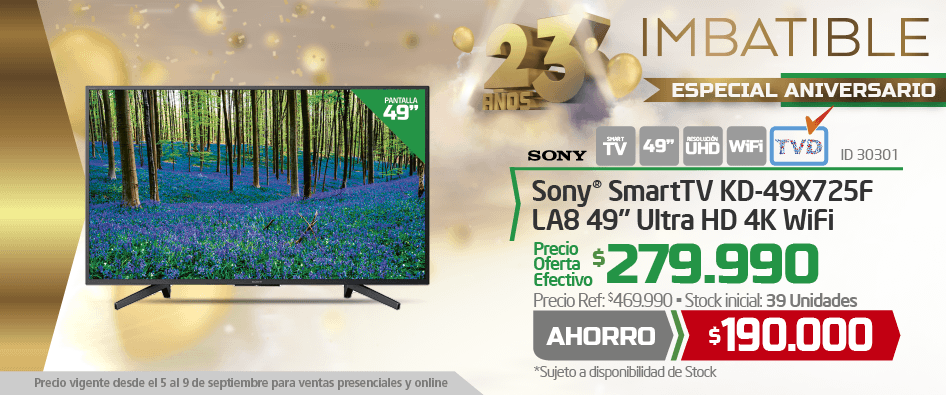 23
AÑOS
IMBATIBLE
ESPECIAL ANIVERSARIO
PANTALLA
49"
SONY
SMART
TV
49"
RESOLUCIÓN
UHD
WiFi
TVD
ID 30301
Sony® SmartTV KD-49X725F
LA8 49" Ultra HD 4K WiFi
Precio
Oferta
Efectivo
$279.990
Precio Ref: $469.990 ▪ Stock inicial: 39 Unidades
AHORRO
$190.000
*Sujeto a disponibilidad de Stock
Precio vigente desde el 5 al 9 de septiembre para ventas presenciales y online